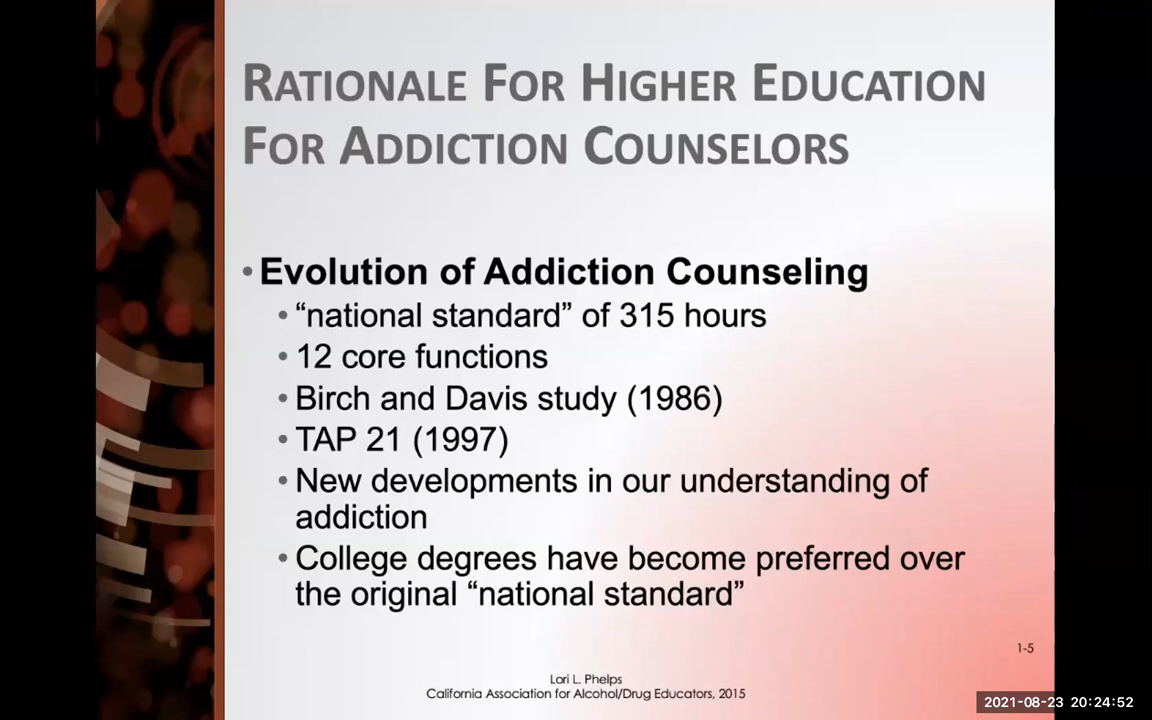 RATIONALE FOR HIGHER EDUCATION
FOR ADDICTION COUNSELORS
• Evolution of Addiction Counseling
• “national standard” of 315 hours
• 12 core functions
• Birch and Davis study (1986)
• TAP 21 (1997)
• New developments in our understanding of
addiction
• College degrees have become preferred over
the original “national standard”
1-5
Lori L. Phelps
California Association for Alcohol/Drug Educators, 2015
2021-08-23 20:24:52